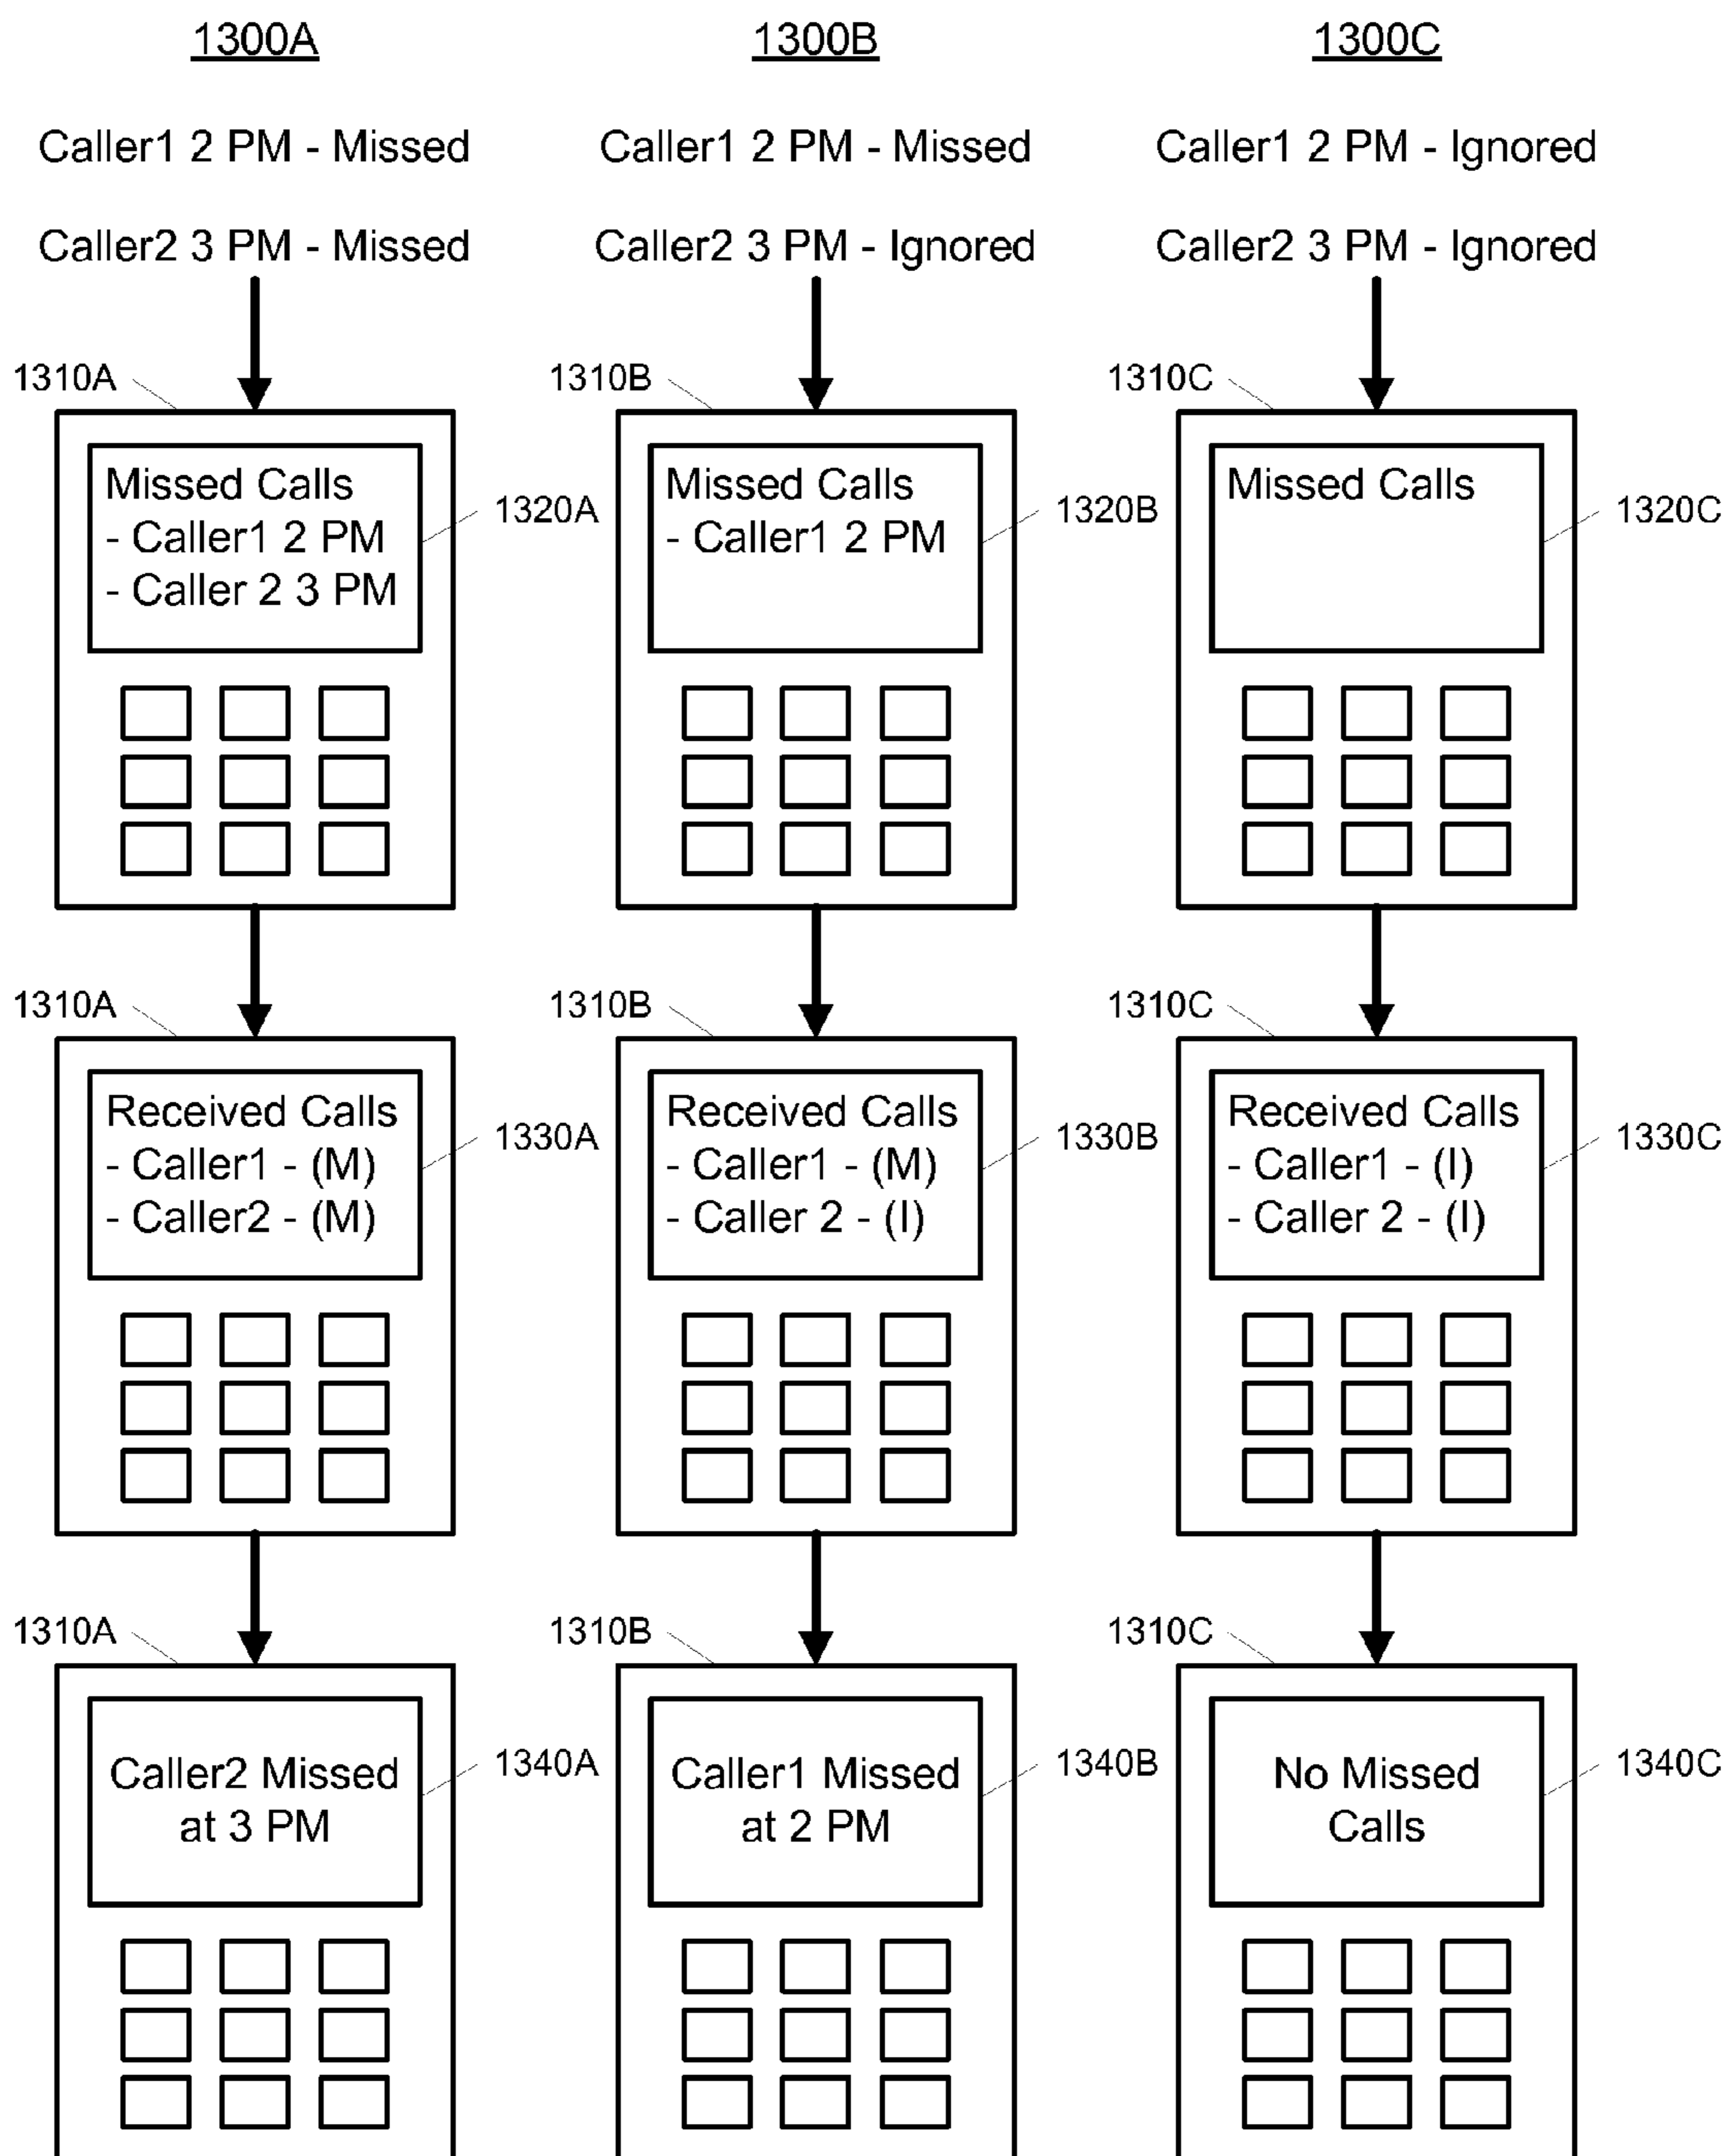 1300A
1300B
1300C
Caller1 2 PM - Missed
Caller1 2 PM - Missed
Caller1 2 PM - Ignored
Caller2 3 PM - Missed
Caller2 3 PM - Ignored
Caller2 3 PM - Ignored
1310A
1310B
1310C
Missed Calls
- Caller1 2 PM
- Caller 2 3 PM
1320A
Missed Calls
- Caller1 2 PM
1320B
Missed Calls
1320C
1310A
1310B
1310C
Received Calls
- Caller1 - (M)
- Caller2 - (M)
1330A
Received Calls
- Caller1 - (M)
- Caller 2 - (I)
1330B
Received Calls
- Caller1 - (I)
- Caller 2 - (I)
1330C
1310A
1310B
1310C
Caller2 Missed
at 3 PM
1340A
Caller1 Missed
at 2 PM
1340B
No Missed
Calls
1340C